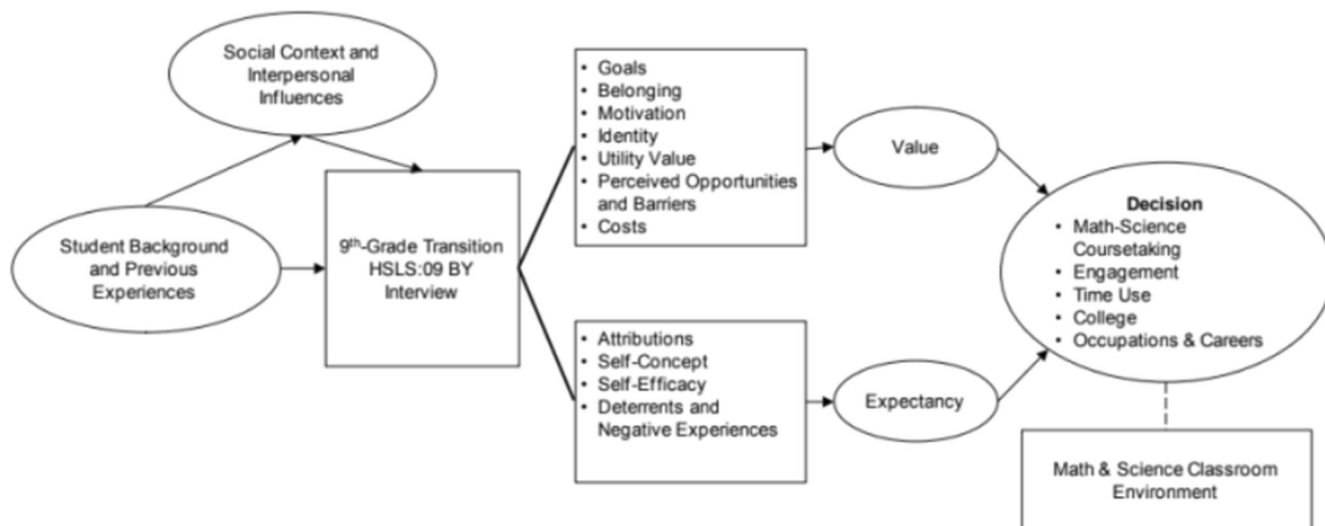 Social Context and
Interpersonal
Influences
Student Background
and Previous
Experiences
9th-Grade Transition
HSLS:09 BY
Interview
• Goals
• Belonging
• Motivation
• Identity
• Utility Value
• Perceived Opportunities
and Barriers
• Costs
• Attributions
• Self-Concept
• Self-Efficacy
• Deterrents and
Negative Experiences
Value
Expectancy
Decision
• Math-Science
Coursetaking
• Engagement
• Time Use
• College
• Occupations & Careers
Math & Science Classroom
Environment